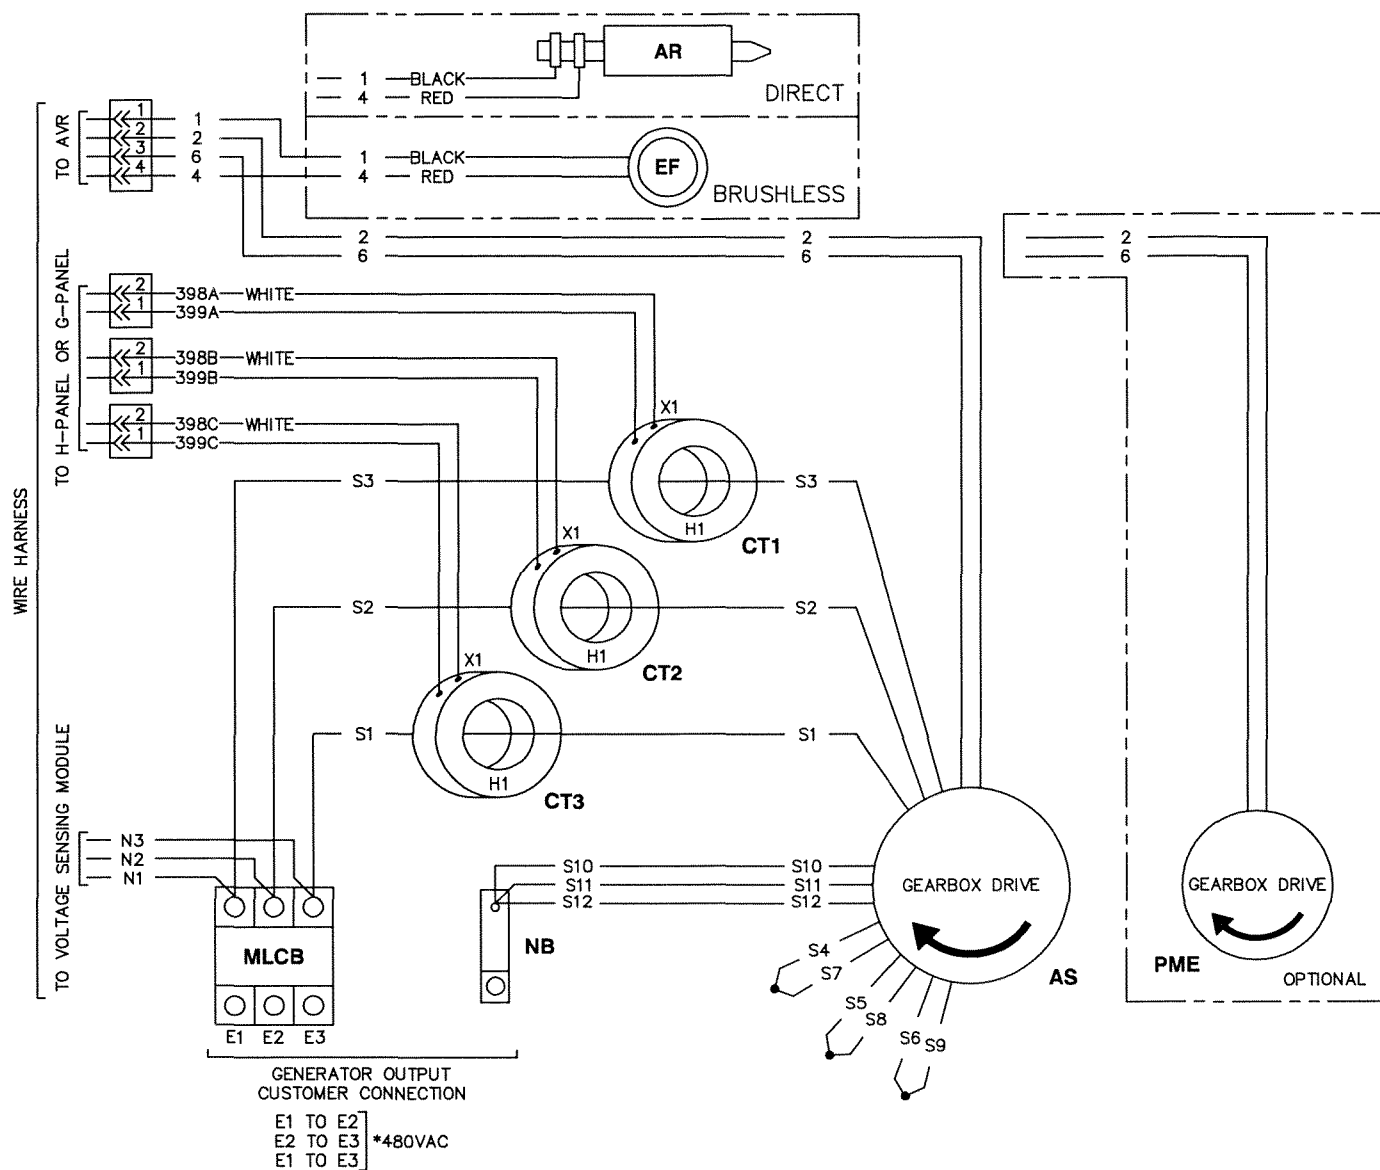 AR
1 BLACK
4 RED
DIRECT
TO AVR
1 1
2 2
3 6
4 4
1 BLACK
4 RED
EF
BRUSHLESS
2 2
6 6
2
6
WIRE HARNESS
TO H-PANEL OR G-PANEL
2 398A WHITE
1 399A
2 398B WHITE
1 399B
2 398C WHITE
1 399C
X1
S3 S3
H1
CT1
X1
S2 S2
H1
CT2
X1
S1 S1
H1
CT3
TO VOLTAGE SENSING MODULE
N3
N2
N1
S10 S10
S11 S11
S12 S12
GEARBOX DRIVE
GEARBOX DRIVE
MLCB
NB
AS
PME
OPTIONAL
S4
S7
S5
S8
S6
S9
E1 E2 E3
GENERATOR OUTPUT
CUSTOMER CONNECTION
E1 TO E2
E2 TO E3 *480VAC
E1 TO E3